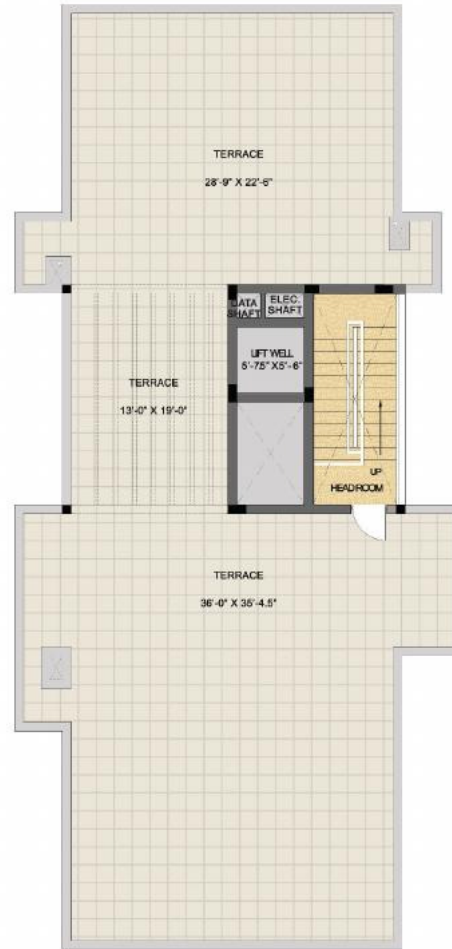 TERRACE
28'-9" X 22'-6"
DATA
SHAFT
ELEC.
SHAFT
LIFT WELL
5'-7.5" X 5'-6"
TERRACE
13'-0" X 19'-0"
UP
HEADROOM
TERRACE
36'-0" X 35'-4.5"